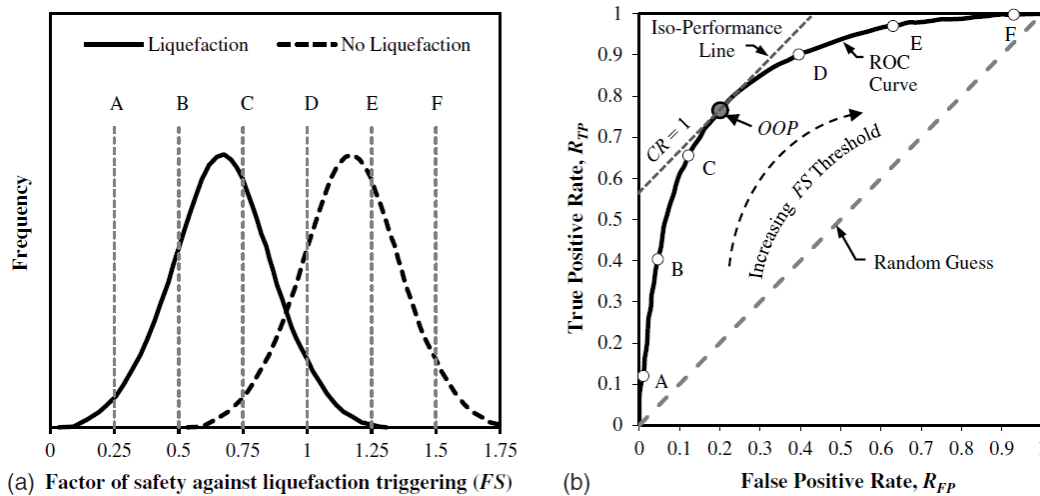 Liquefaction
No Liquefaction
A B C D E F
Frequency
0 0.25 0.5 0.75 1 1.25 1.5 1.75
(a) Factor of safety against liquefaction triggering (FS)
1
0.9
0.8
0.7
0.6
0.5
0.4
0.3
0.2
0.1
0
True Positive Rate, R_TP
Iso-Performance
Line
F
E
D
ROC
Curve
OOP
CR = 1
C
Increasing FS Threshold
B
Random Guess
A
0 0.1 0.2 0.3 0.4 0.5 0.6 0.7 0.8 0.9 1
(b) False Positive Rate, R_FP